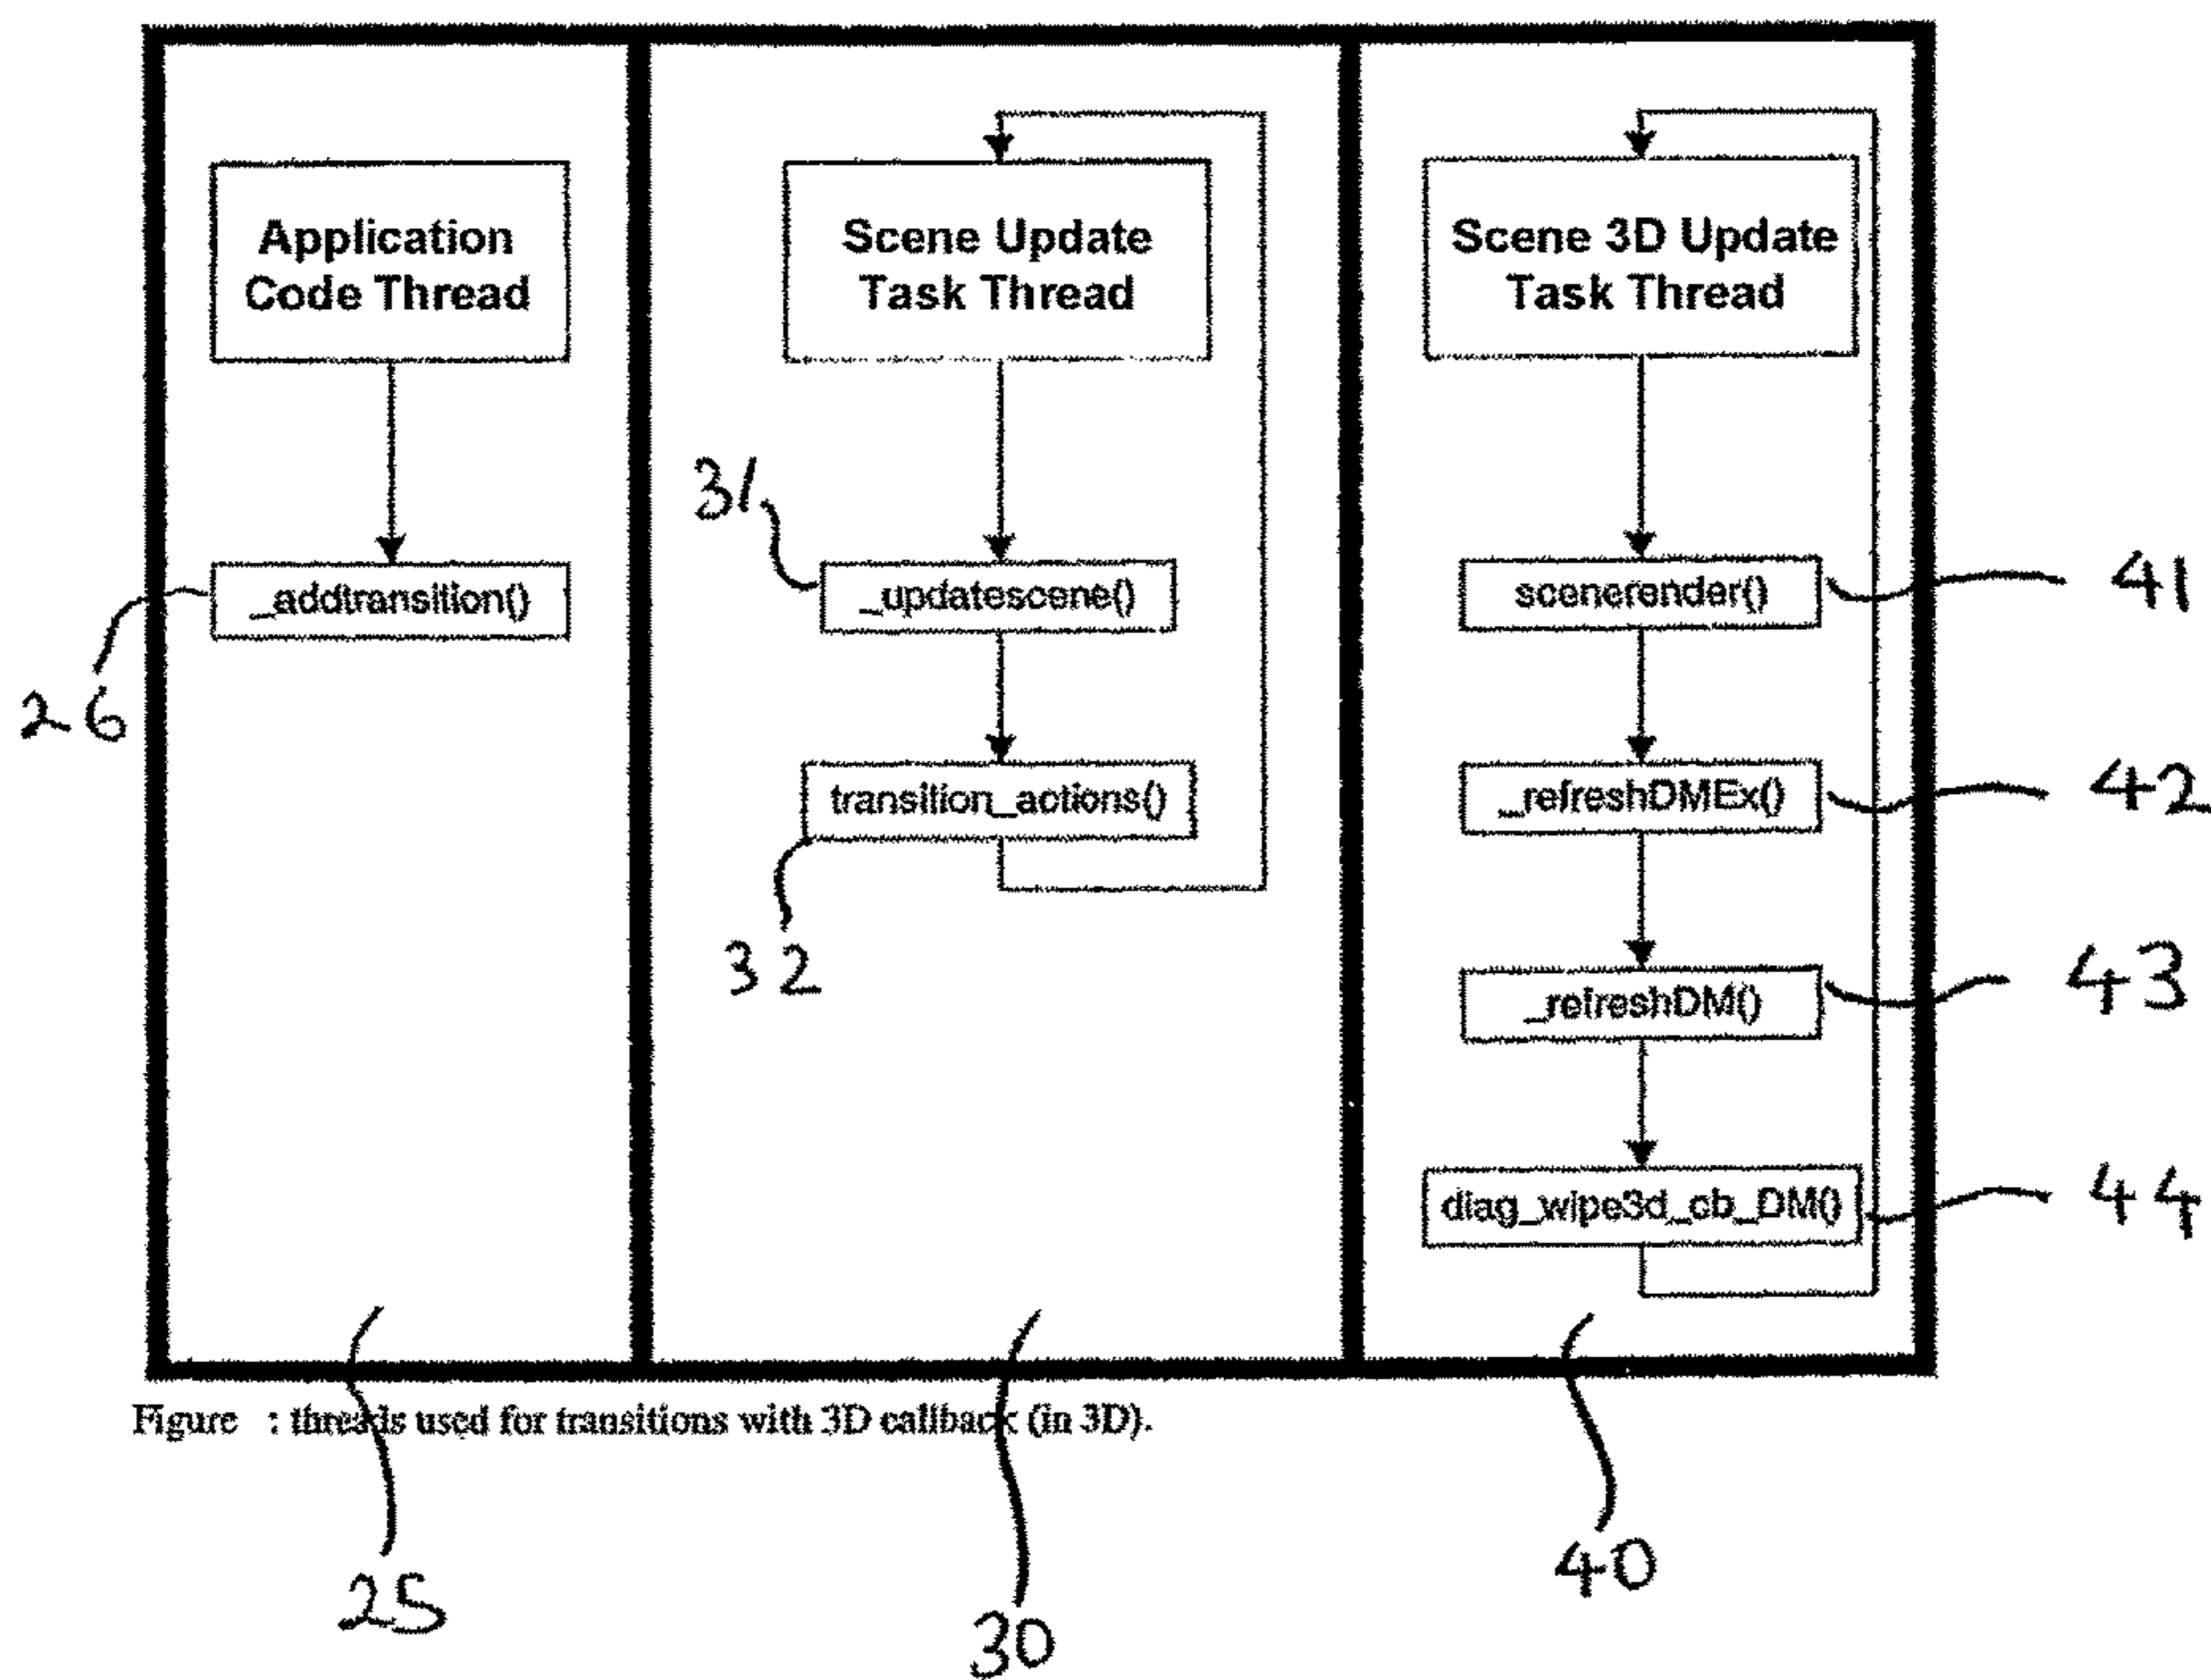 Application
Code Thread
_addtransition()
26
25
Scene Update
Task Thread
31
_updatescene()
transition_actions()
32
30
Scene 3D Update
Task Thread
scenerender()
41
_refreshDMEx()
42
_refreshDM()
43
diag_wipe3d_cb_DM()
44
40
Figure : threads used for transitions with 3D callback (in 3D).